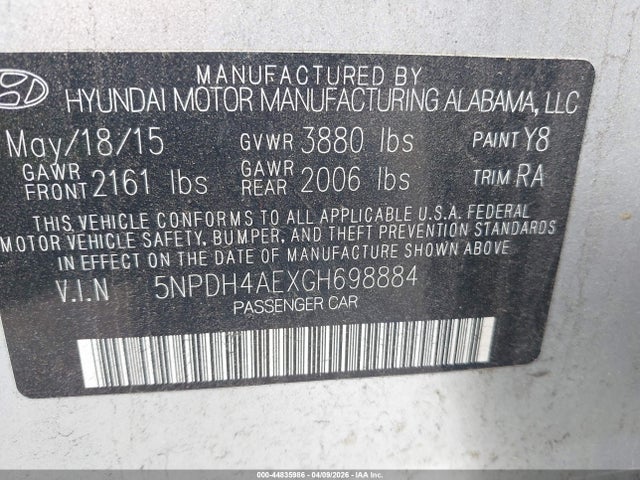 MANUFACTURED BY
HYUNDAI MOTOR MANUFACTURING ALABAMA, LLC
May/18/15 GVWR 3880 lbs PAINT Y8
GAWR FRONT 2161 lbs GAWR REAR 2006 lbs TRIM RA
THIS VEHICLE CONFORMS TO ALL APPLICABLE U.S.A. FEDERAL
MOTOR VEHICLE SAFETY, BUMPER, AND THEFT PREVENTION STANDARDS
IN EFFECT ON THE DATE OF MANUFACTURE SHOWN ABOVE.
V.I.N 5NPDH4AEXGH698884
PASSENGER CAR
000-44835986 - 04/09/2026 - IAA Inc.